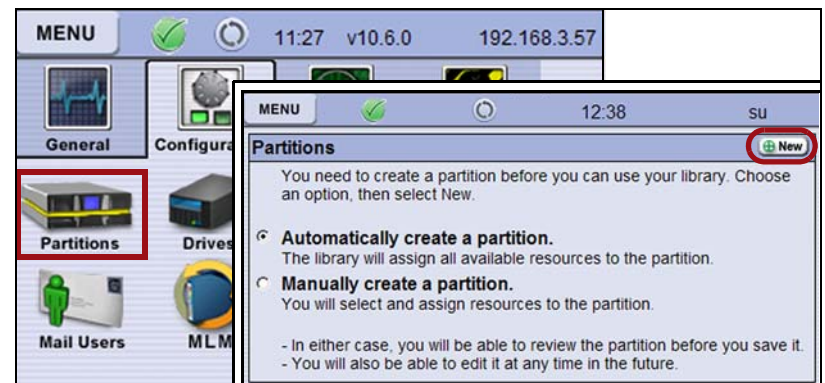 MENU 11:27 v10.6.0 192.168.3.57
General
Partitions
Drives
Mail Users
MENU 12:38 su
Partitions New
You need to create a partition before you can use your library. Choose
an option, then select New.
Automatically create a partition.
The library will assign all available resources to the partition.
Manually create a partition.
You will select and assign resources to the partition.
- In either case, you will be able to review the partition before you save it.
- You will also be able to edit it at any time in the future.